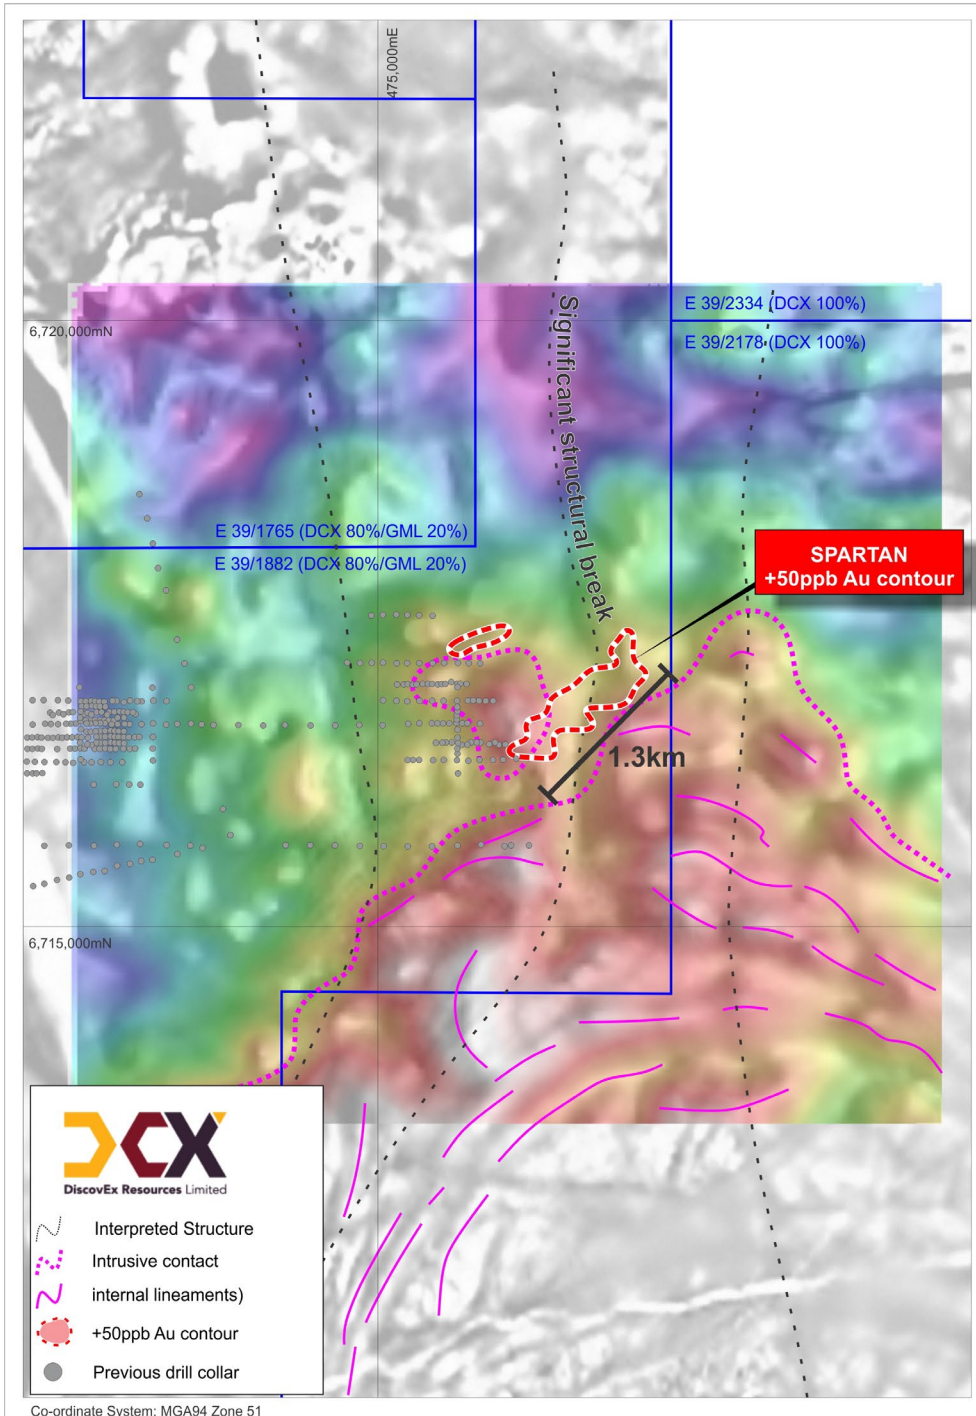 475,000mE
6,720,000mN
E 39/2334 (DCX 100%)
E 39/2178 (DCX 100%)
Significant structural break
E 39/1765 (DCX 80%/GML 20%)
E 39/1882 (DCX 80%/GML 20%)
SPARTAN
+50ppb Au contour
1.3km
6,715,000mN
DCX
DiscovEx Resources Limited
Interpreted Structure
Intrusive contact
internal lineaments)
+50ppb Au contour
Previous drill collar
Co-ordinate System: MGA94 Zone 51